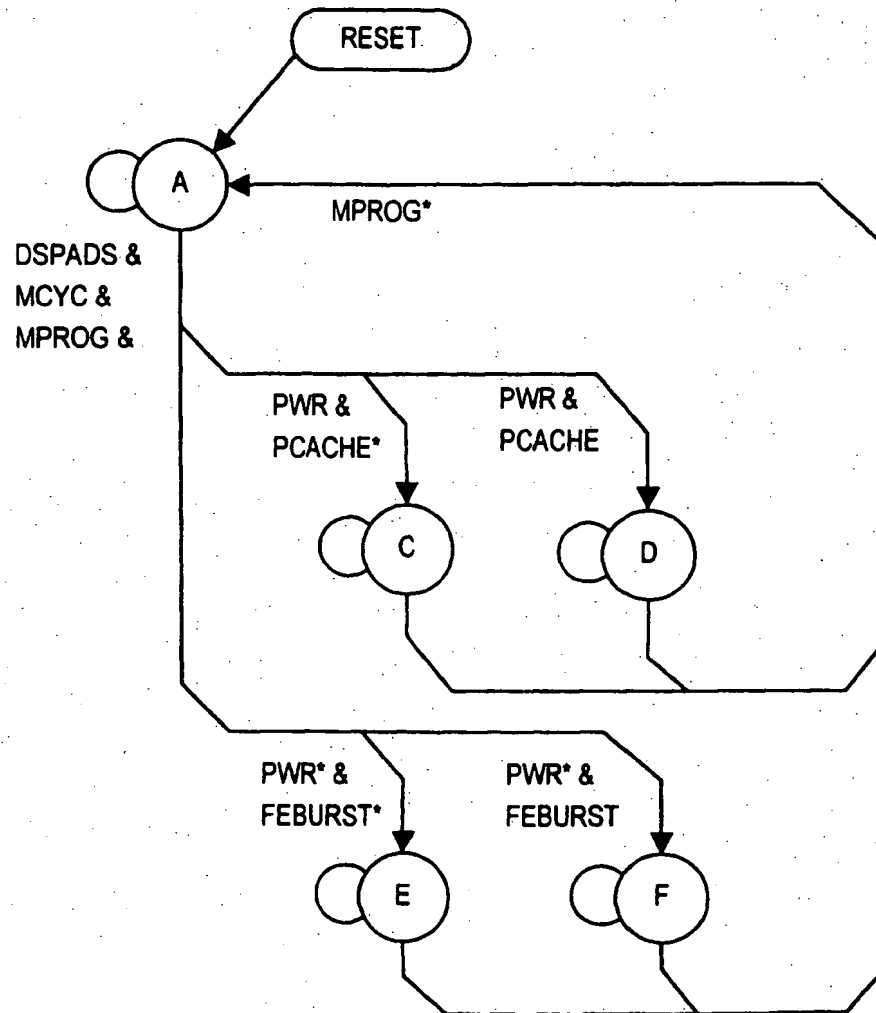 RESET
A
MPROG*
DSPADS &
MCYC &
MPROG &
PWR &
PCACHE*
PWR &
PCACHE
C
D
PWR* &
FEBURST*
PWR* &
FEBURST
E
F